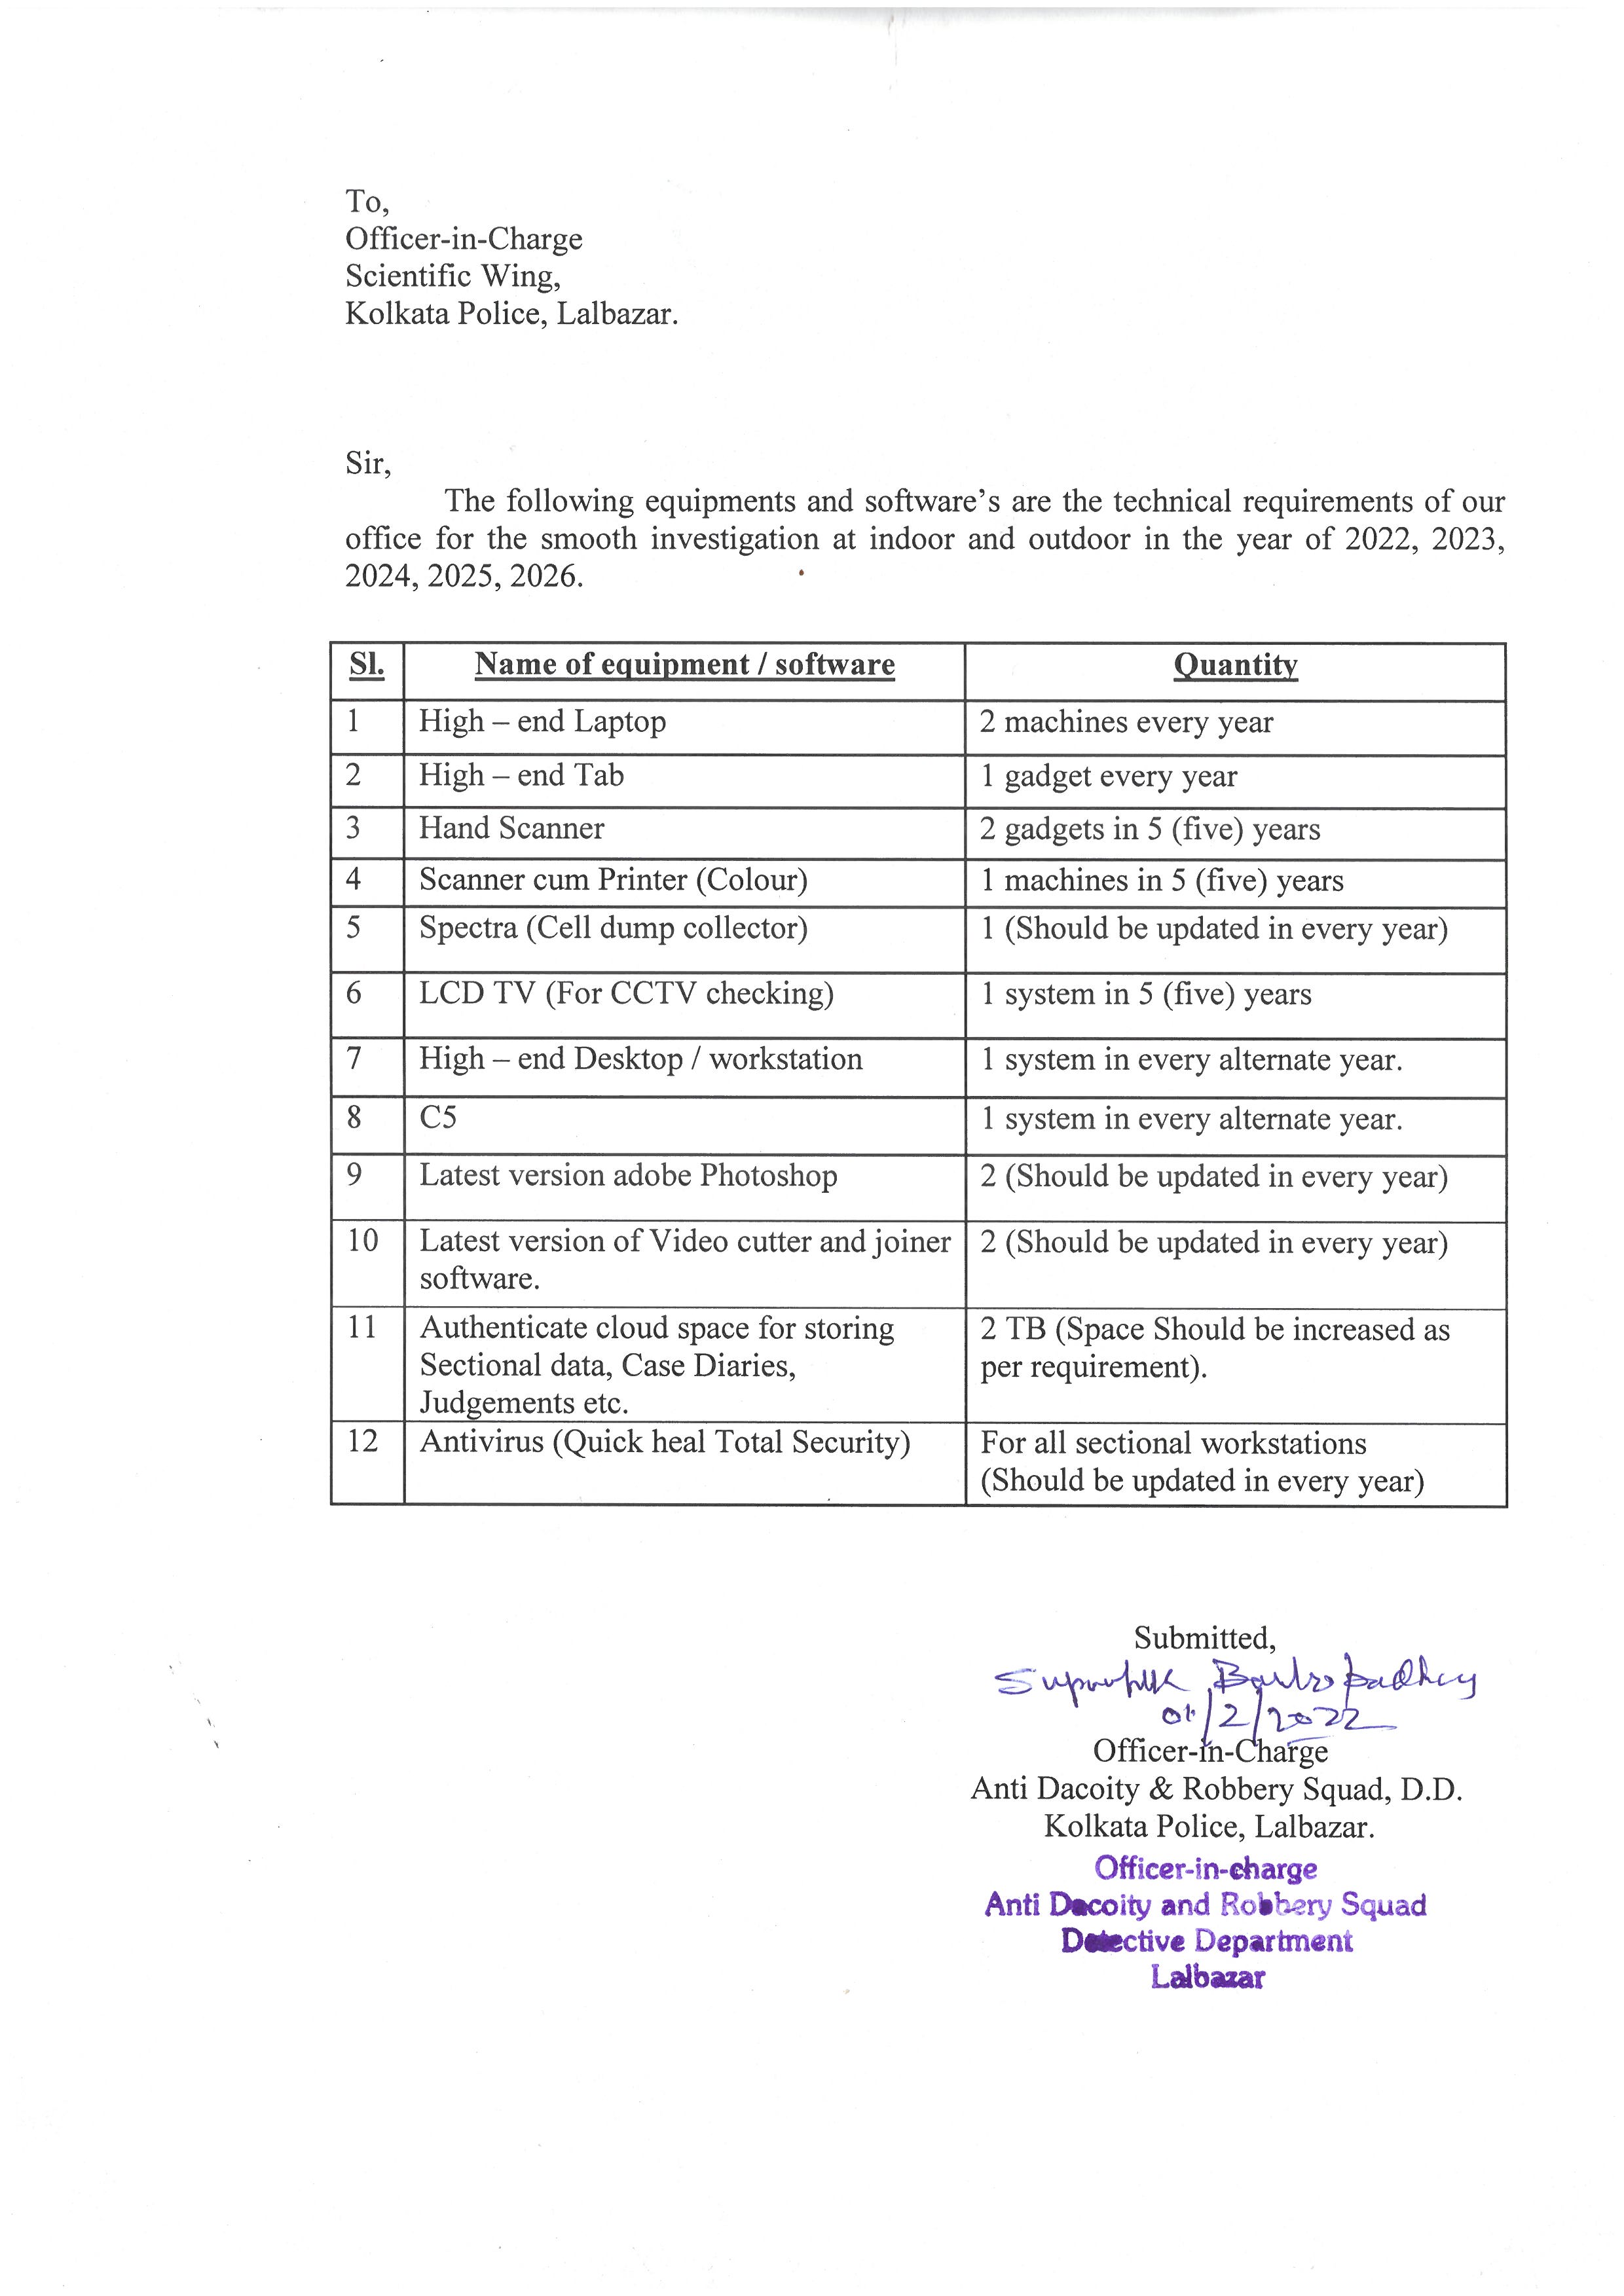 To,
Officer-in-Charge
Scientific Wing,
Kolkata Police, Lalbazar.
Sir,
The following equipments and software's are the technical requirements of our
office for the smooth investigation at indoor and outdoor in the year of 2022, 2023,
2024, 2025, 2026.
Sl. Name of equipment / software Quantity
1 High – end Laptop 2 machines every year
2 High – end Tab 1 gadget every year
3 Hand Scanner 2 gadgets in 5 (five) years
4 Scanner cum Printer (Colour) 1 machines in 5 (five) years
5 Spectra (Cell dump collector) 1 (Should be updated in every year)
6 LCD TV (For CCTV checking) 1 system in 5 (five) years
7 High – end Desktop / workstation 1 system in every alternate year.
8 C5 1 system in every alternate year.
9 Latest version adobe Photoshop 2 (Should be updated in every year)
10 Latest version of Video cutter and joiner 2 (Should be updated in every year)
software.
11 Authenticate cloud space for storing 2 TB (Space Should be increased as
Sectional data, Case Diaries, per requirement).
Judgements etc.
12 Antivirus (Quick heal Total Security) For all sectional workstations
(Should be updated in every year)
Submitted,
01/2/2022
Officer-in-Charge
Anti Dacoity & Robbery Squad, D.D.
Kolkata Police, Lalbazar.
Officer-in-charge
Anti Dacoity and Robbery Squad
Detective Department
Lalbazar